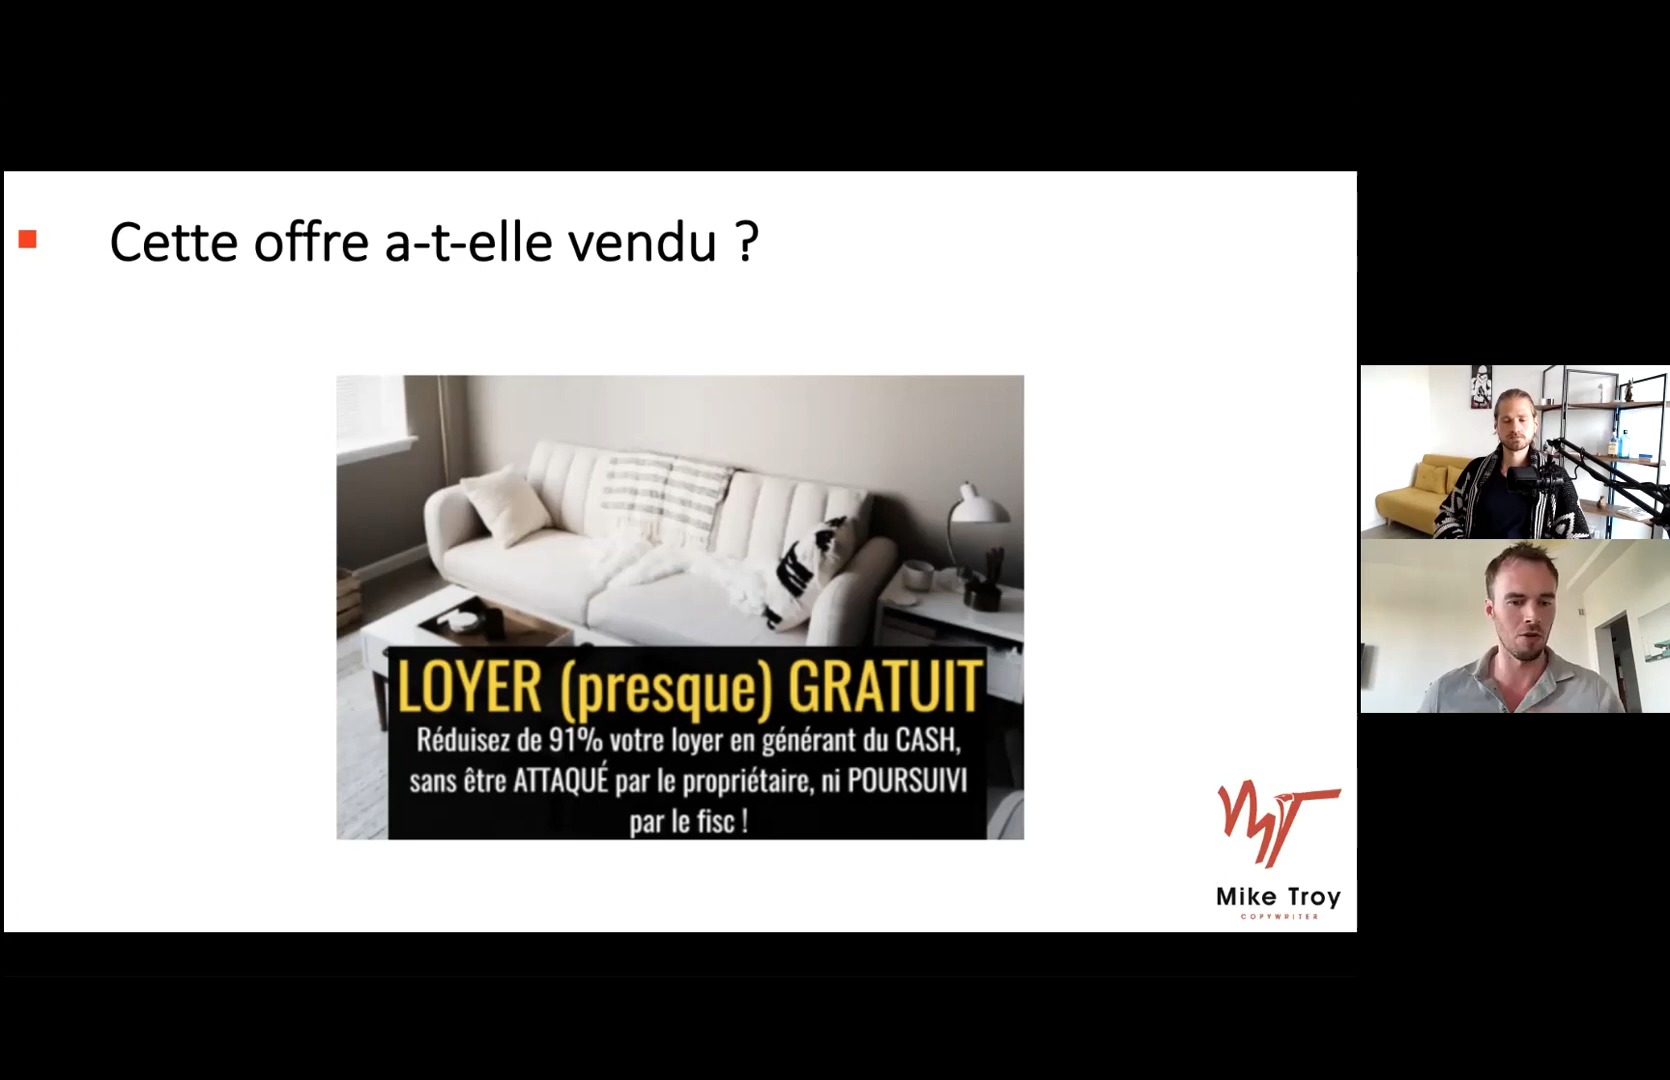 Cette offre a-t-elle vendu ?
LOYER (presque) GRATUIT
Réduisez de 91% votre loyer en générant du CASH,
sans être ATTAQUÉ par le propriétaire, ni POURSUIVI
par le fisc !
MT
Mike Troy
COPYWRITER